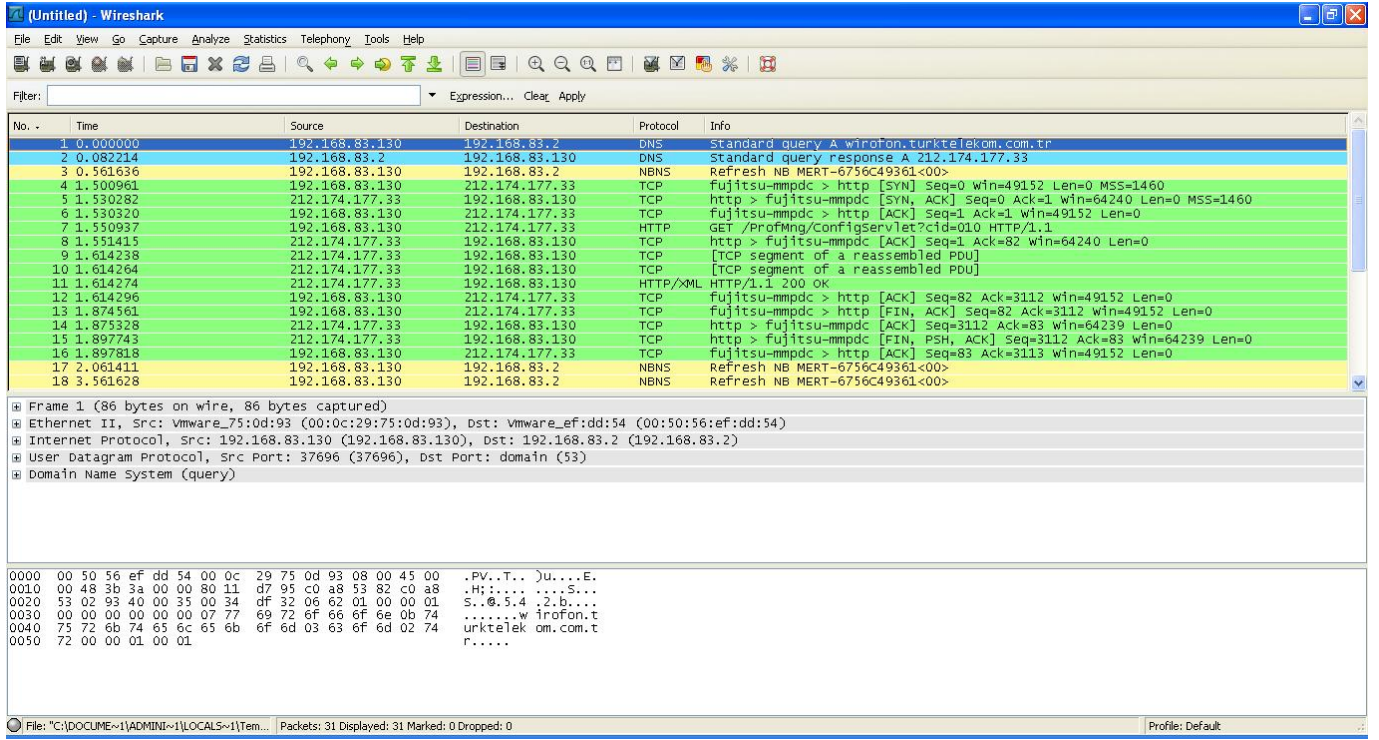 (Untitled) - Wireshark
File Edit View Go Capture Analyze Statistics Telephony Tools Help
Filter: Expression... Clear Apply
No. . Time Source Destination Protocol Info
1 0.000000 192.168.83.130 192.168.83.2 DNS Standard query A wirofon.turktelekom.com.tr
2 0.082214 192.168.83.2 192.168.83.130 DNS Standard query response A 212.174.177.33
3 0.561636 192.168.83.130 192.168.83.2 NBNS Refresh NB MERT-6756C49361<00>
4 1.500961 192.168.83.130 212.174.177.33 TCP fujitsu-mmpdc > http [SYN] Seq=0 Win=49152 Len=0 MSS=1460
5 1.530282 212.174.177.33 192.168.83.130 TCP http > fujitsu-mmpdc [SYN, ACK] Seq=0 Ack=1 Win=64240 Len=0 MSS=1460
6 1.530320 192.168.83.130 212.174.177.33 TCP fujitsu-mmpdc > http [ACK] Seq=1 Ack=1 Win=49152 Len=0
7 1.550937 192.168.83.130 212.174.177.33 HTTP GET /ProfMng/ConfigServlet?cid=010 HTTP/1.1
8 1.551415 212.174.177.33 192.168.83.130 TCP http > fujitsu-mmpdc [ACK] Seq=1 Ack=82 Win=64240 Len=0
9 1.614238 212.174.177.33 192.168.83.130 TCP [TCP segment of a reassembled PDU]
10 1.614264 212.174.177.33 192.168.83.130 TCP [TCP segment of a reassembled PDU]
11 1.614274 212.174.177.33 192.168.83.130 HTTP/XML HTTP/1.1 200 OK
12 1.614296 192.168.83.130 212.174.177.33 TCP fujitsu-mmpdc > http [ACK] Seq=82 Ack=3112 Win=49152 Len=0
13 1.874561 192.168.83.130 212.174.177.33 TCP fujitsu-mmpdc > http [FIN, ACK] Seq=82 Ack=3112 Win=49152 Len=0
14 1.875328 212.174.177.33 192.168.83.130 TCP http > fujitsu-mmpdc [ACK] Seq=3112 Ack=83 Win=64239 Len=0
15 1.897743 212.174.177.33 192.168.83.130 TCP http > fujitsu-mmpdc [FIN, PSH, ACK] Seq=3112 Ack=83 Win=64239 Len=0
16 1.897818 192.168.83.130 212.174.177.33 TCP fujitsu-mmpdc > http [ACK] Seq=83 Ack=3113 Win=49152 Len=0
17 2.061411 192.168.83.130 192.168.83.2 NBNS Refresh NB MERT-6756C49361<00>
18 3.561628 192.168.83.130 192.168.83.2 NBNS Refresh NB MERT-6756C49361<00>
Frame 1 (86 bytes on wire, 86 bytes captured)
Ethernet II, Src: Vmware_75:0d:93 (00:0c:29:75:0d:93), Dst: Vmware_ef:dd:54 (00:50:56:ef:dd:54)
Internet Protocol, Src: 192.168.83.130 (192.168.83.130), Dst: 192.168.83.2 (192.168.83.2)
User Datagram Protocol, Src Port: 37696 (37696), Dst Port: domain (53)
Domain Name System (query)
0000 00 50 56 ef dd 54 00 0c 29 75 0d 93 08 00 45 00 .PV..T.. )u....E.
0010 00 48 3b 3a 00 00 80 11 d7 95 c0 a8 53 82 c0 a8 .H;:.... ....S...
0020 53 02 93 40 00 35 00 34 df 32 06 62 01 00 00 01 S..@.5.4 .2.b....
0030 00 00 00 00 00 00 07 77 69 72 6f 66 6f 6e 0b 74 .......w irofon.t
0040 75 72 6b 74 65 6c 65 6b 6f 6d 03 63 6f 6d 02 74 urktelek om.com.t
0050 72 00 00 01 00 01 r.....
File: "C:\DOCUME~1\ADMINI~1\LOCALS~1\Tem... Packets: 31 Displayed: 31 Marked: 0 Dropped: 0 Profile: Default